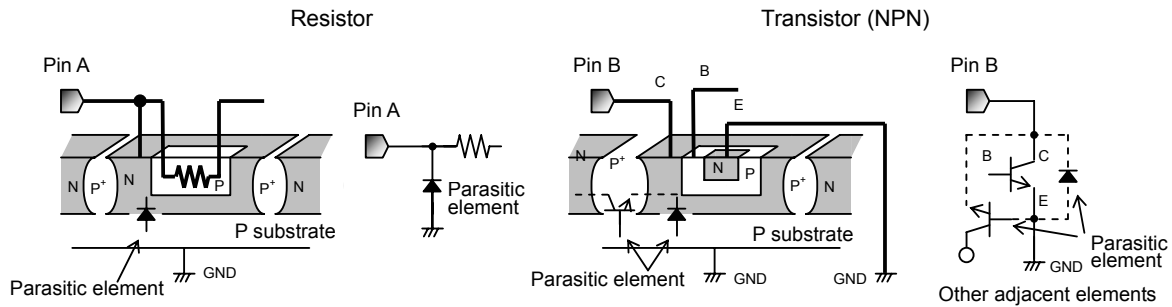 Resistor
Transistor (NPN)
Pin A
Pin A
N
P+
N
P
P+
N
Parasitic
element
P substrate
GND
Parasitic element
Pin B
C
B
E
N
P+
N
P
P+
N
P substrate
Parasitic element
GND
GND
Pin B
B
C
E
Parasitic
element
GND
Other adjacent elements